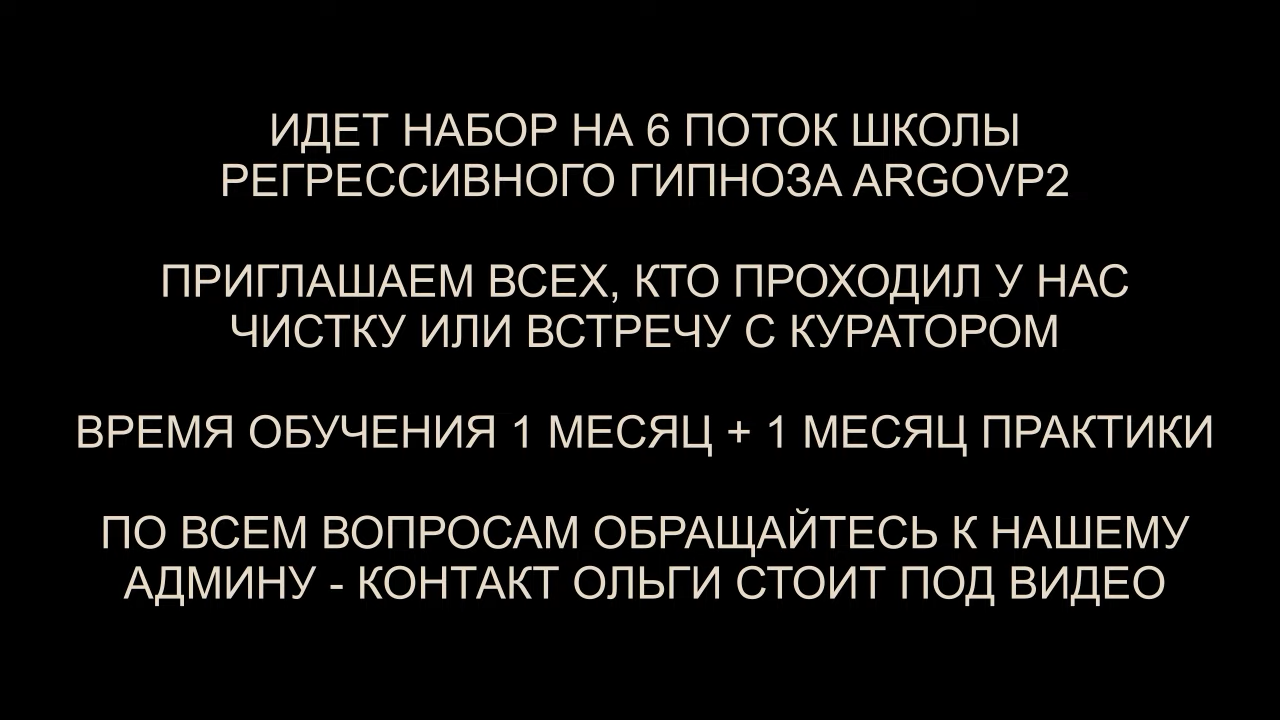 ИДЕТ НАБОР НА 6 ПОТОК ШКОЛЫ
РЕГРЕССИВНОГО ГИПНОЗА ARGOVP2
ПРИГЛАШАЕМ ВСЕХ, КТО ПРОХОДИЛ У НАС
ЧИСТКУ ИЛИ ВСТРЕЧУ С КУРАТОРОМ
ВРЕМЯ ОБУЧЕНИЯ 1 МЕСЯЦ + 1 МЕСЯЦ ПРАКТИКИ
ПО ВСЕМ ВОПРОСАМ ОБРАЩАЙТЕСЬ К НАШЕМУ
АДМИНУ - КОНТАКТ ОЛЬГИ СТОИТ ПОД ВИДЕО